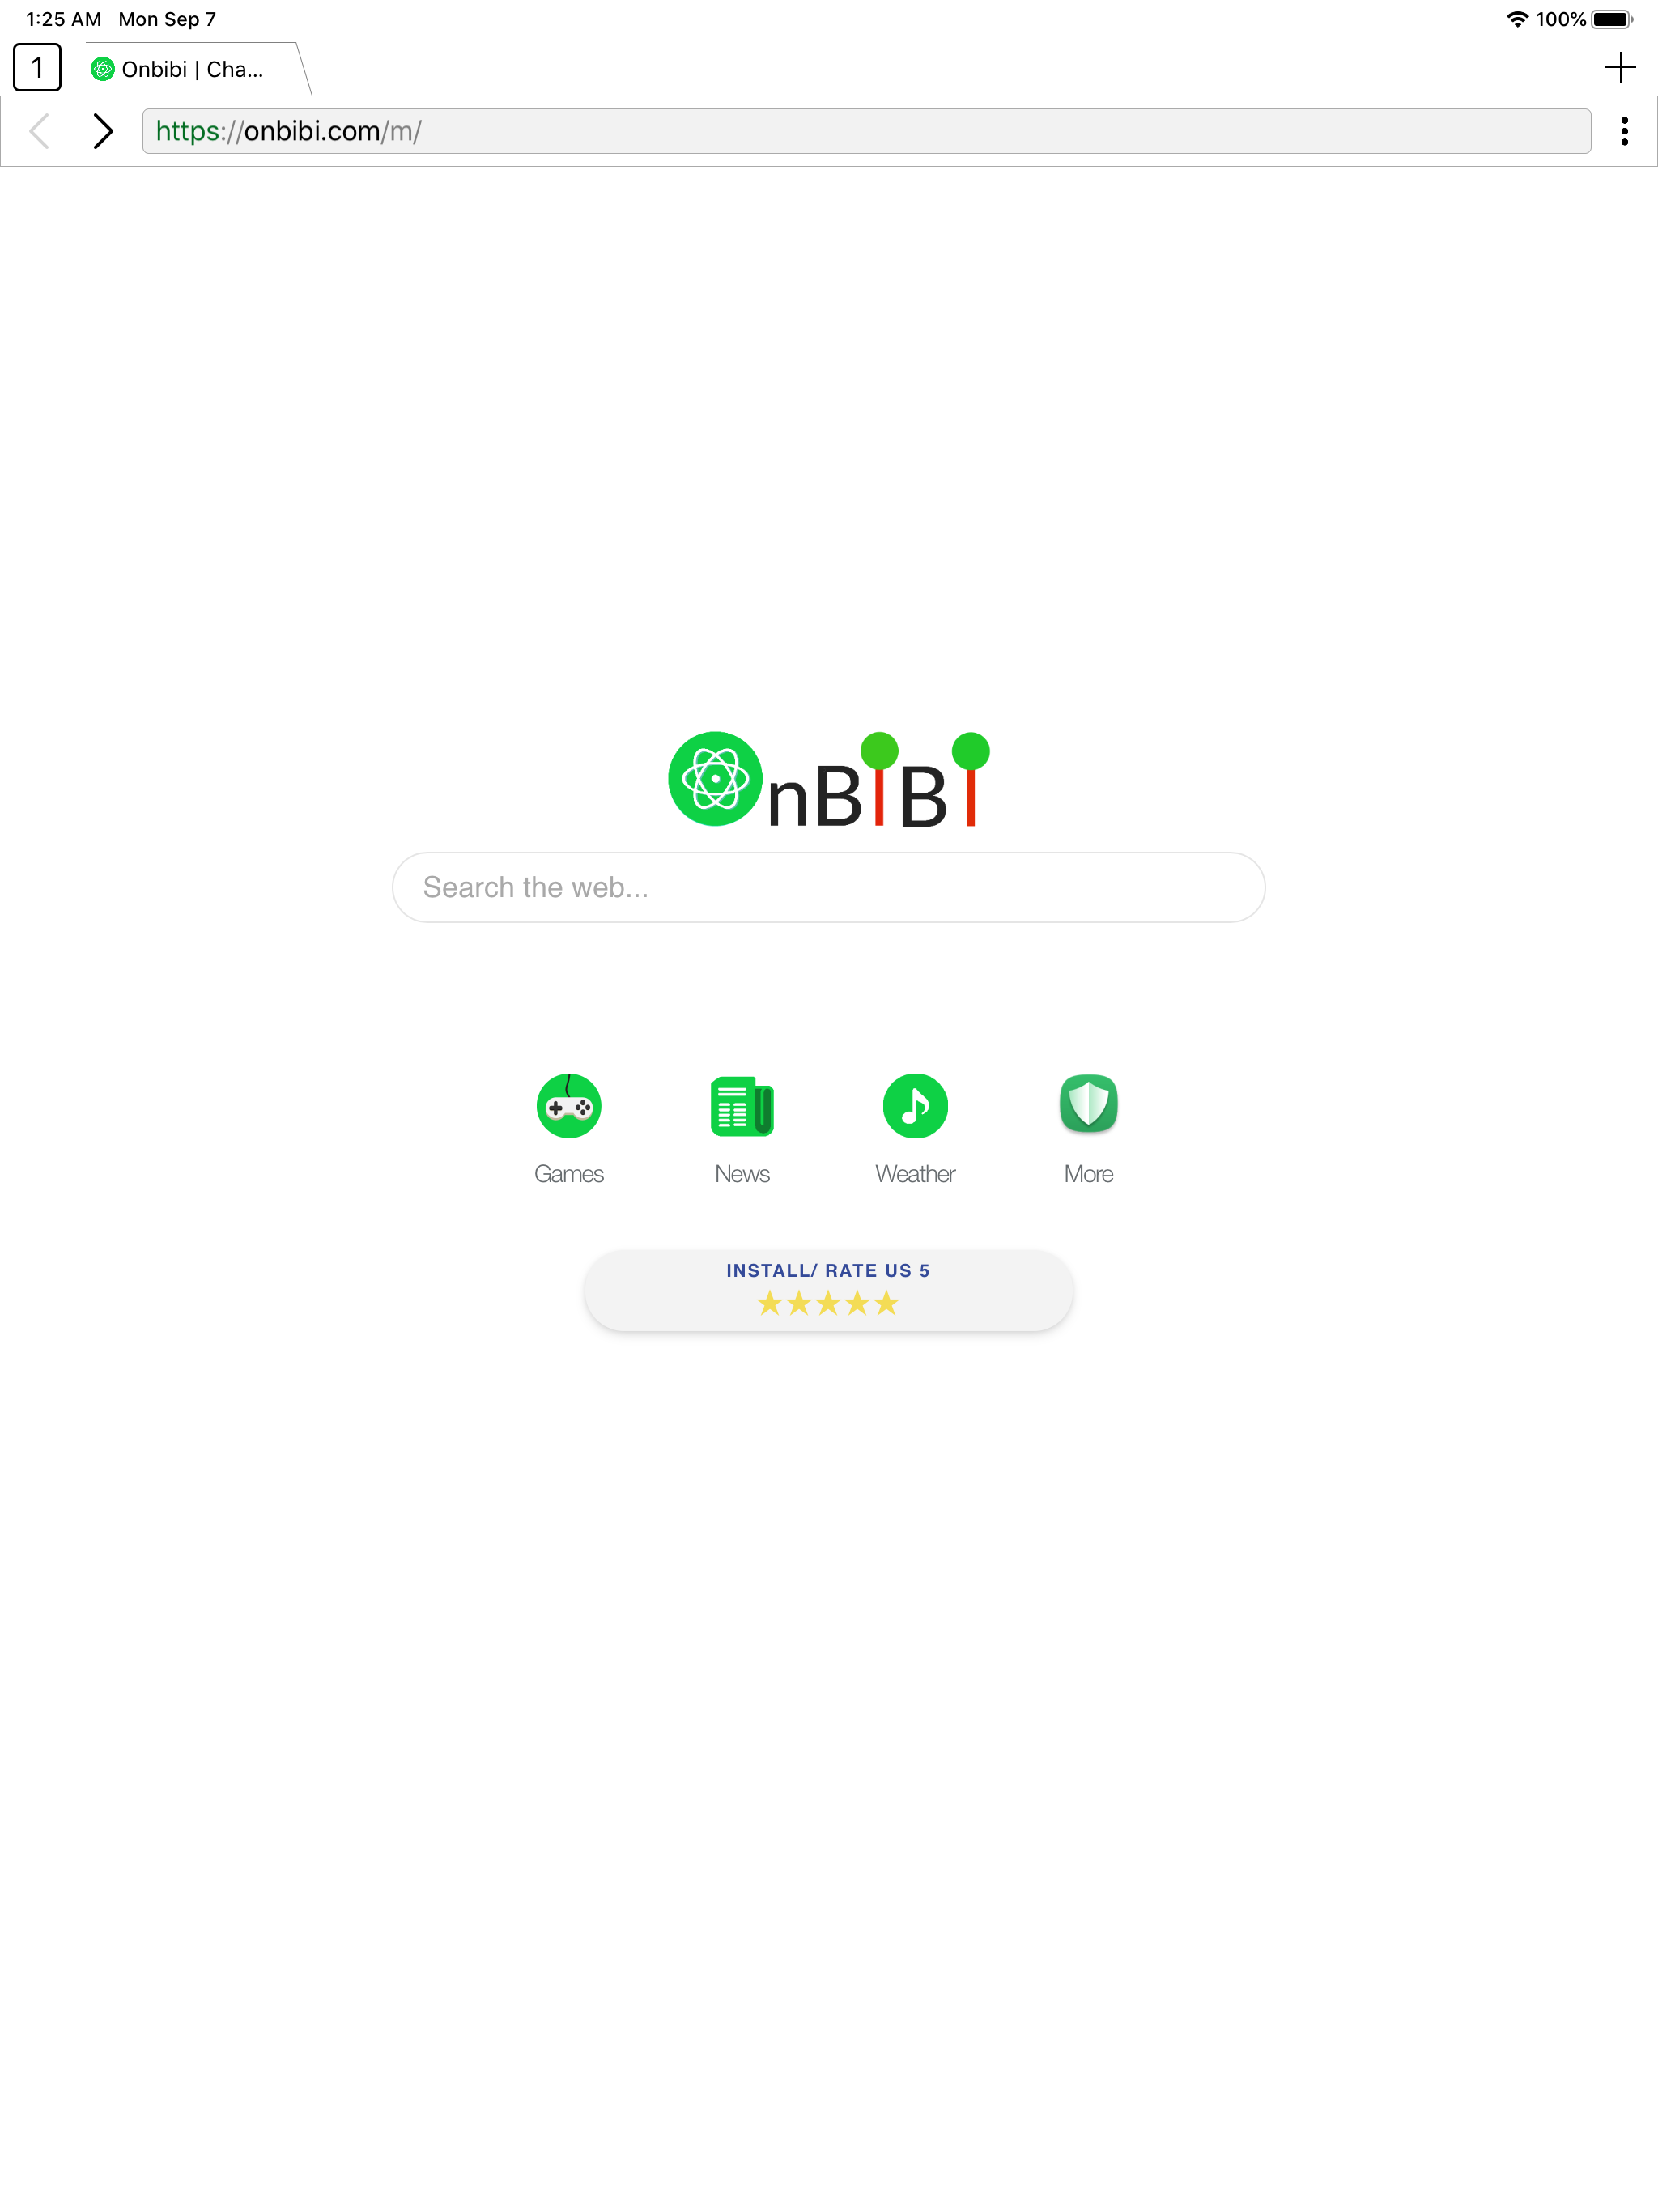 1:25 AM Mon Sep 7 100%
1 Onbibi | Cha...
https://onbibi.com/m/
OnBiBi
Search the web...
Games News Weather More
INSTALL/ RATE US 5
★★★★★